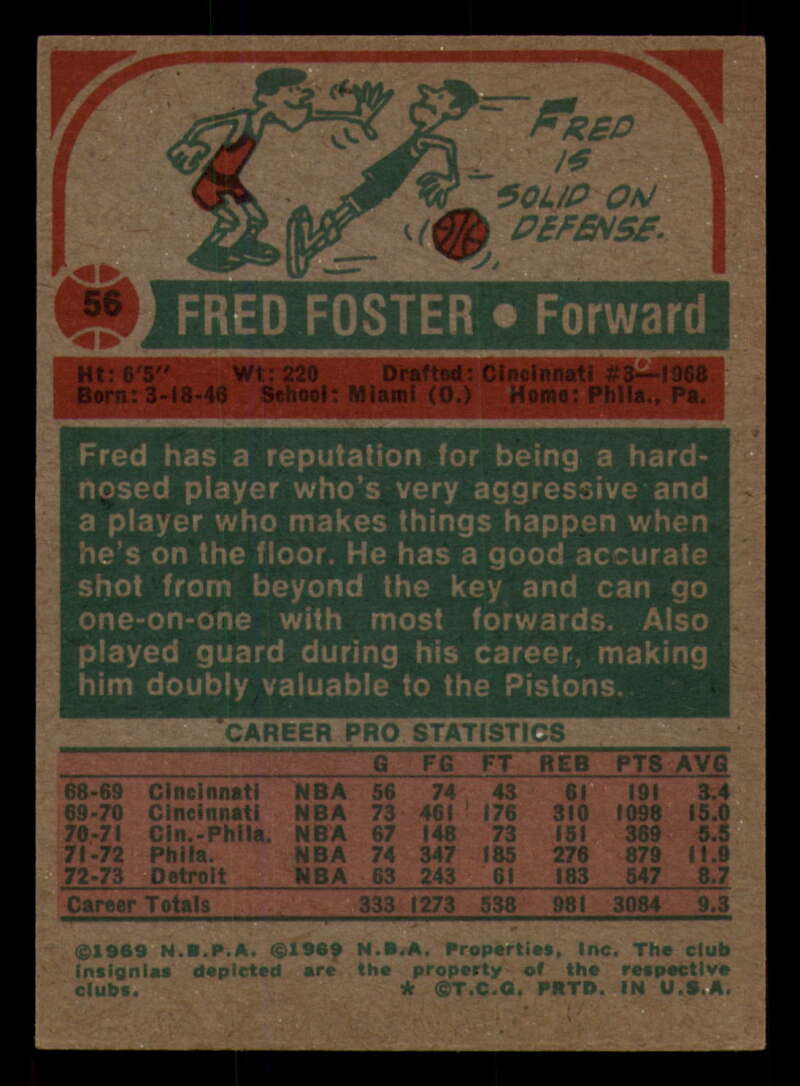 FRED
IS
SOLID ON
DEFENSE.
56
FRED FOSTER • Forward
Ht: 6'5" Wt: 220 Drafted: Cincinnati #3—1968
Born: 3-18-46 School: Miami (O.) Home: Phila., Pa.
Fred has a reputation for being a hard-
nosed player who's very aggressive and
a player who makes things happen when
he's on the floor. He has a good accurate
shot from beyond the key and can go
one-on-one with most forwards. Also
played guard during his career, making
him doubly valuable to the Pistons.
CAREER PRO STATISTICS
G FG FT REB PTS AVG
68-69 Cincinnati NBA 56 74 43 61 191 3.4
69-70 Cincinnati NBA 73 461 176 310 1098 15.0
70-71 Cin.-Phila. NBA 67 148 73 151 369 5.5
71-72 Phila. NBA 74 347 185 276 879 11.9
72-73 Detroit NBA 63 243 61 183 547 8.7
Career Totals 333 1273 538 981 3084 9.3
©1969 N.B.P.A. ©1969 N.B.A. Properties, Inc. The club
insignias depicted are the property of the respective
clubs. * ©T.C.G. PRTD. IN U.S.A.